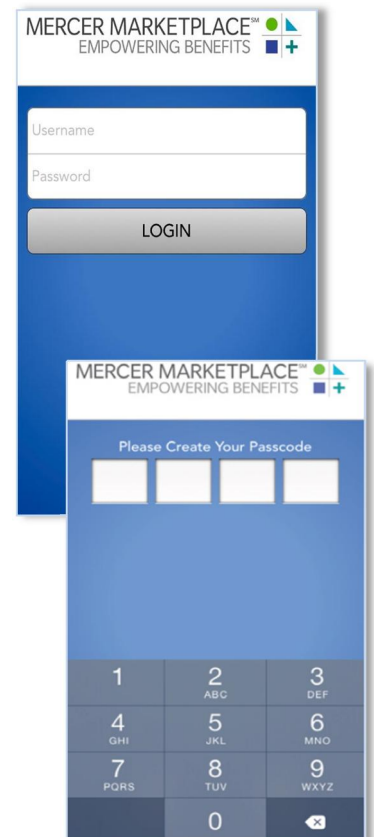 MERCER MARKETPLACE℠
EMPOWERING BENEFITS
Username
Password
LOGIN
MERCER MARKETPLACE℠
EMPOWERING BENEFITS
Please Create Your Passcode
1 2 3
ABC DEF
4 5 6
GHI JKL MNO
7 8 9
PQRS TUV WXYZ
0